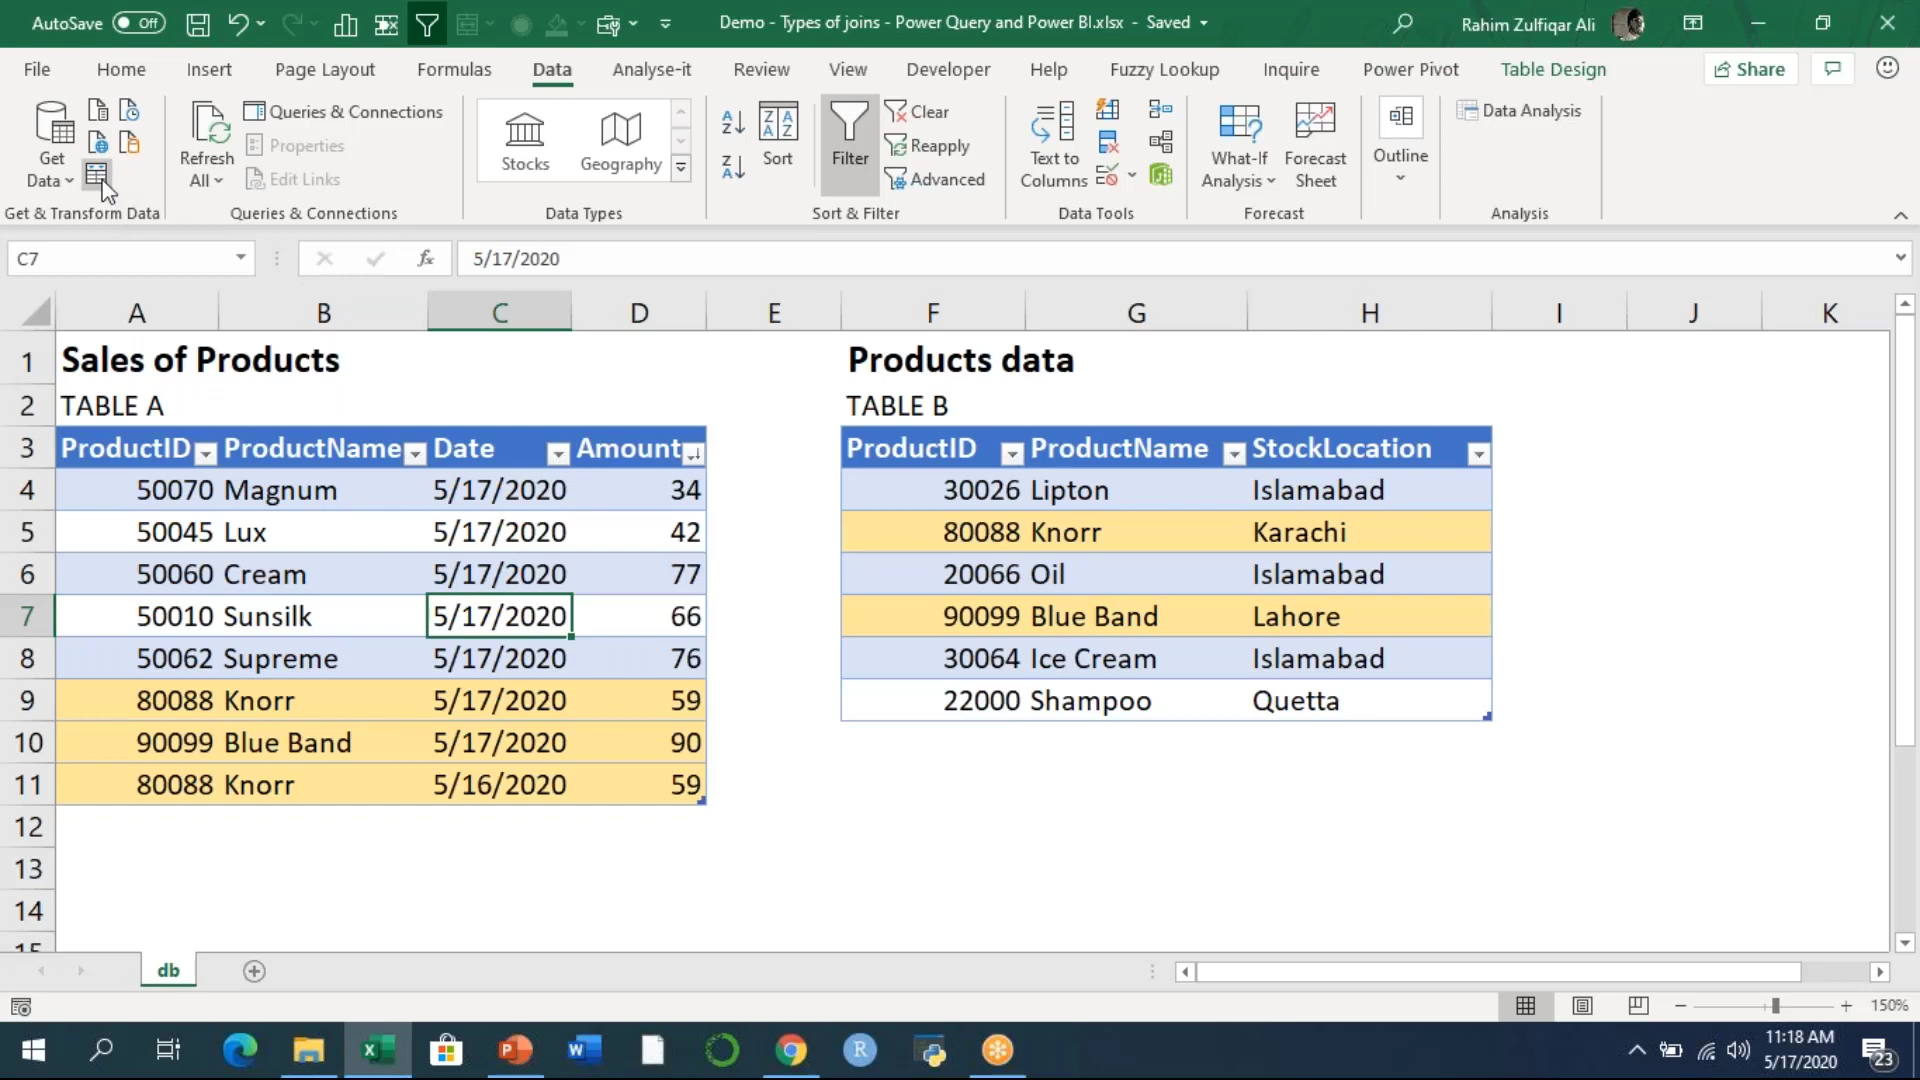 AutoSave Off Demo - Types of joins - Power Query and Power BI.xlsx - Saved Rahim Zulfiqar Ali
File Home Insert Page Layout Formulas Data Analyse-it Review View Developer Help Fuzzy Lookup Inquire Power Pivot Table Design Share
Get Data
Refresh All
Queries & Connections
Properties
Edit Links
Stocks Geography
Sort
Filter
Clear
Reapply
Advanced
Text to Columns
What-If Analysis
Forecast Sheet
Outline
Data Analysis
Get & Transform Data Queries & Connections Data Types Sort & Filter Data Tools Forecast Analysis
C7 fx 5/17/2020
A B C D E F G H I J K
1 Sales of Products Products data
2 TABLE A TABLE B
3 ProductID ProductName Date Amount ProductID ProductName StockLocation
4 50070 Magnum 5/17/2020 34 30026 Lipton Islamabad
5 50045 Lux 5/17/2020 42 80088 Knorr Karachi
6 50060 Cream 5/17/2020 77 20066 Oil Islamabad
7 50010 Sunsilk 5/17/2020 66 90099 Blue Band Lahore
8 50062 Supreme 5/17/2020 76 30064 Ice Cream Islamabad
9 80088 Knorr 5/17/2020 59 22000 Shampoo Quetta
10 90099 Blue Band 5/17/2020 90
11 80088 Knorr 5/16/2020 59
12
13
14
15
db
150%
11:18 AM
5/17/2020
23